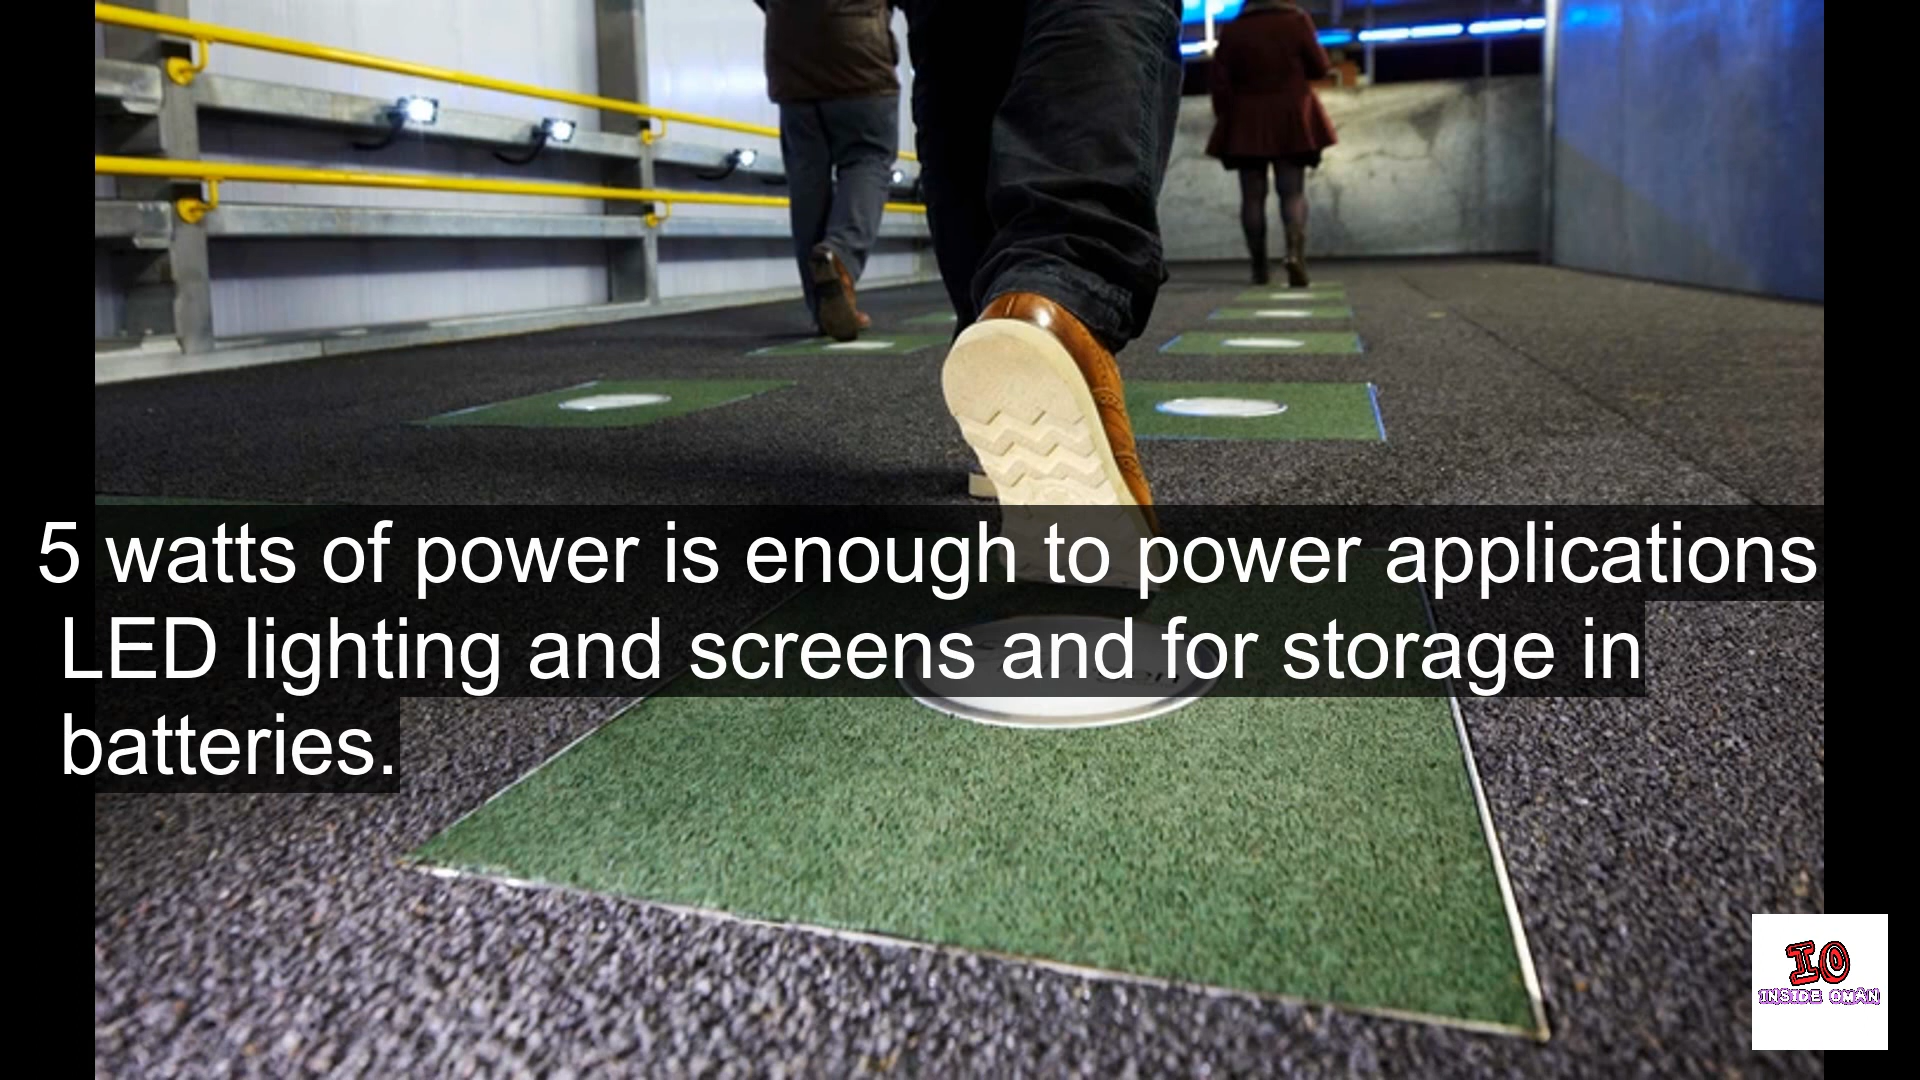 5 watts of power is enough to power applications
LED lighting and screens and for storage in
batteries.
IO
INSIDE OMAN